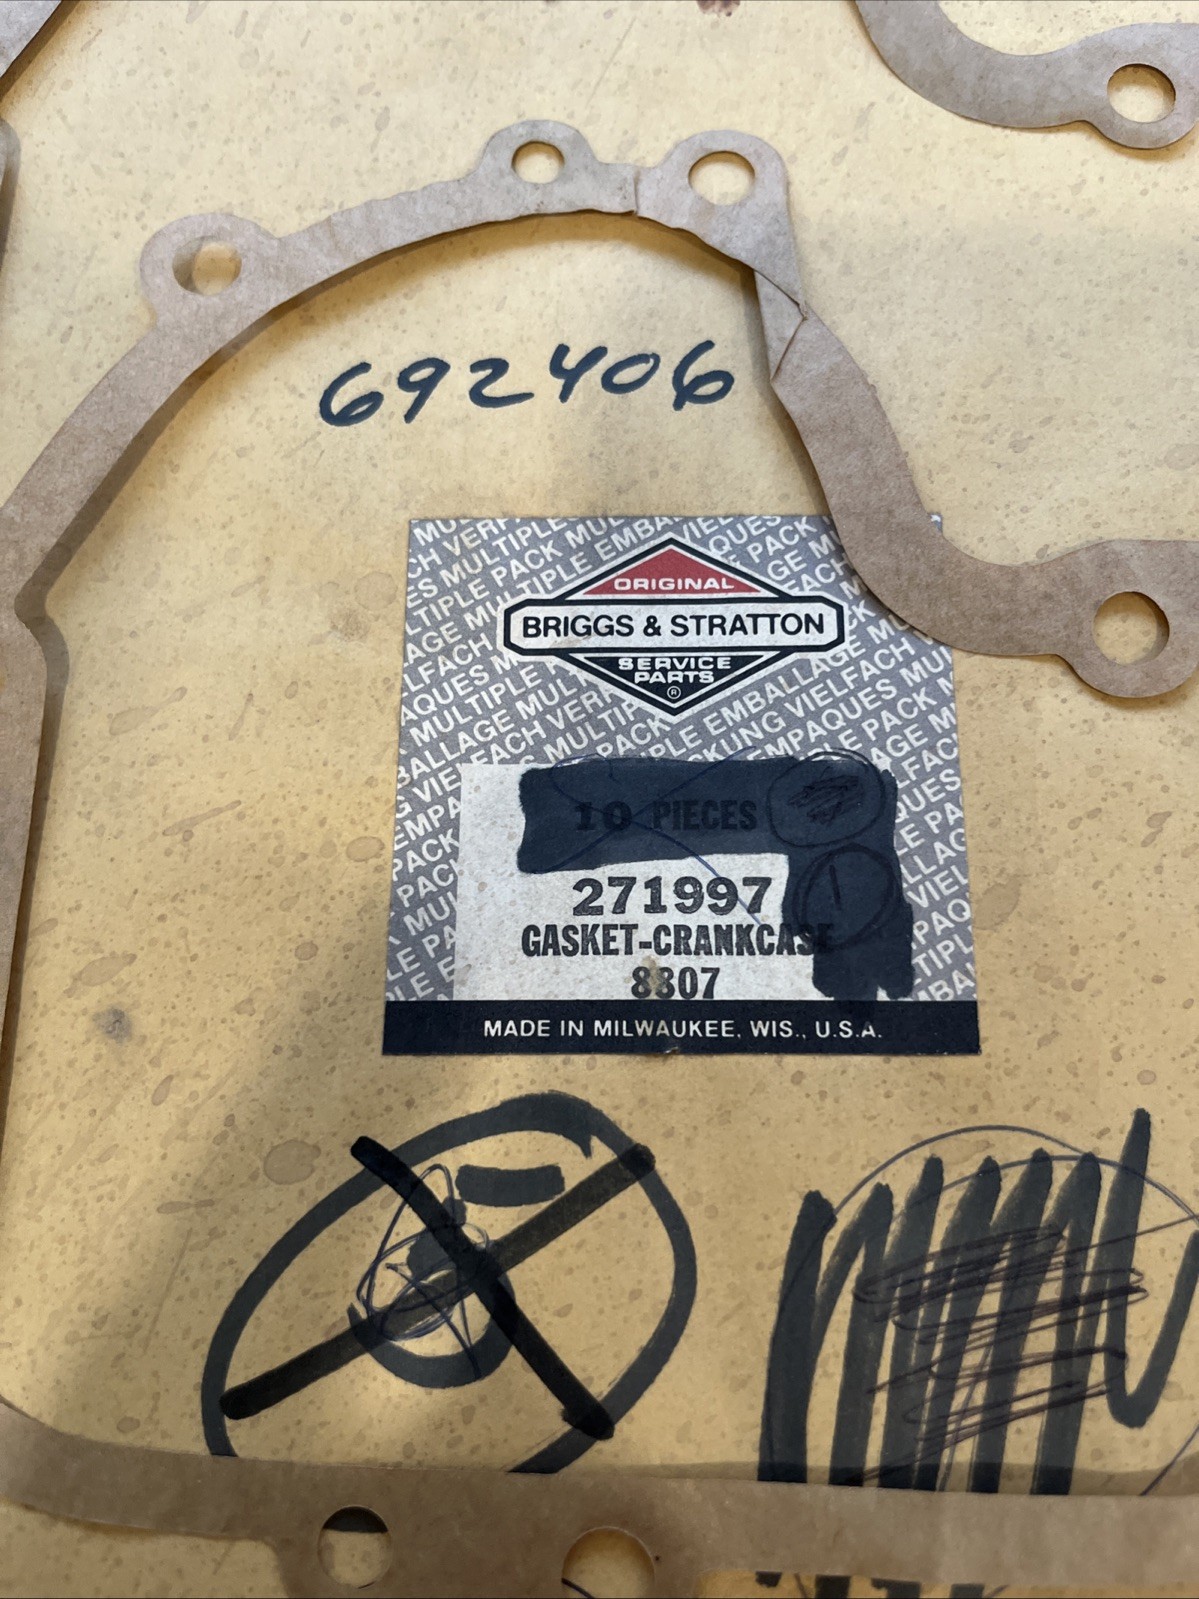 692406
ORIGINAL
BRIGGS & STRATTON
SERVICE
PARTS
®
10 PIECES
271997
GASKET-CRANKCASE
8807
MADE IN MILWAUKEE, WIS., U.S.A.